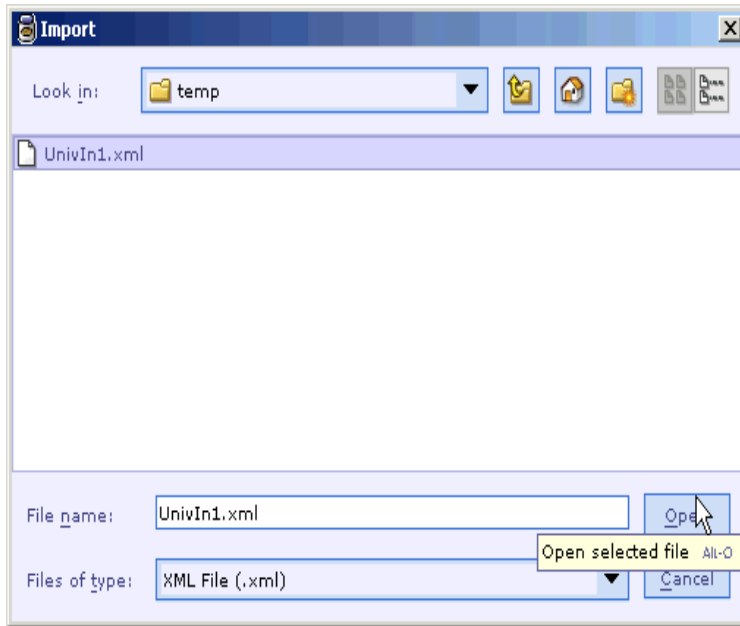 Import
Look in: temp
UnivIn1.xml
File name: UnivIn1.xml Open
Open selected file Alt-O
Files of type: XML File (.xml) Cancel